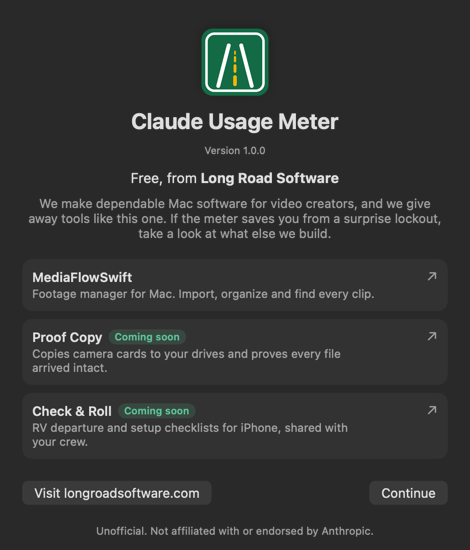 Claude Usage Meter
Version 1.0.0
Free, from Long Road Software
We make dependable Mac software for video creators, and we give
away tools like this one. If the meter saves you from a surprise lockout,
take a look at what else we build.
MediaFlowSwift
Footage manager for Mac. Import, organize and find every clip.
Proof Copy Coming soon
Copies camera cards to your drives and proves every file
arrived intact.
Check & Roll Coming soon
RV departure and setup checklists for iPhone, shared with
your crew.
Visit longroadsoftware.com Continue
Unofficial. Not affiliated with or endorsed by Anthropic.